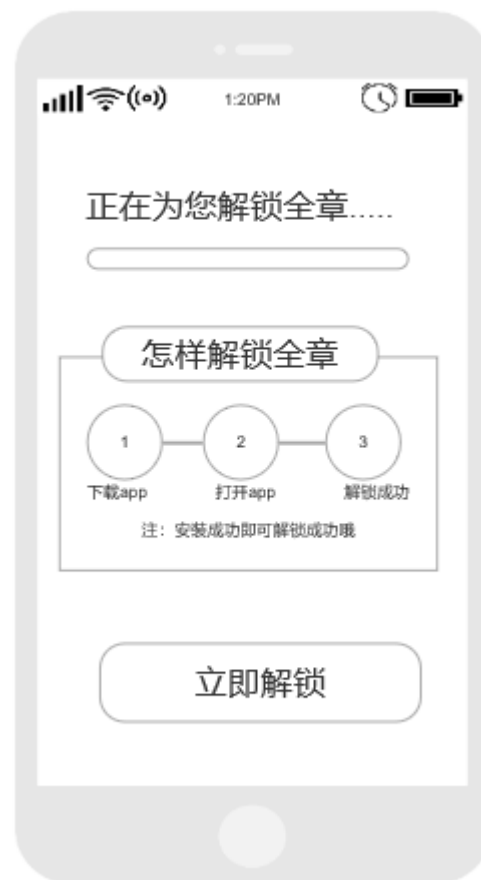 1:20PM
正在为您解锁全章.....
怎样解锁全章
1 2 3
下载app 打开app 解锁成功
注：安装成功即可解锁成功哦
立即解锁